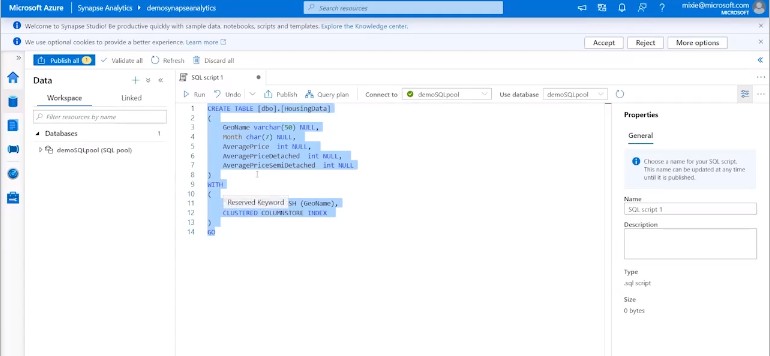 Microsoft Azure | Synapse Analytics › demosynapseanalytics
Search resources
mixie@microsoft.com
MICROSOFT
Welcome to Synapse Studio! Be productive quickly with sample data, notebooks, scripts and templates. Explore the Knowledge center.
We use optional cookies to provide a better experience. Learn more
Accept
Reject
More options
Publish all 1
Validate all
Refresh
Discard all
Data
Workspace
Linked
Filter resources by name
Databases 1
demoSQLpool (SQL pool)
SQL script 1
Run
Undo
Publish
Query plan
Connect to
demoSQLpool
Use database
demoSQLpool
1 CREATE TABLE [dbo].[HousingData]
2 (
3 GeoName varchar(50) NULL,
4 Month char(7) NULL,
5 AveragePrice int NULL,
6 AveragePriceDetached int NULL,
7 AveragePriceSemiDetached int NULL
8 )
9 WITH
10 (
Reserved Keyword
11 SH (GeoName),
12 CLUSTERED COLUMNSTORE INDEX
13 )
14 GO
Properties
General
Choose a name for your SQL script.
This name can be updated at any time
until it is published.
Name
SQL script 1
Description
Type
.sql script
Size
0 bytes